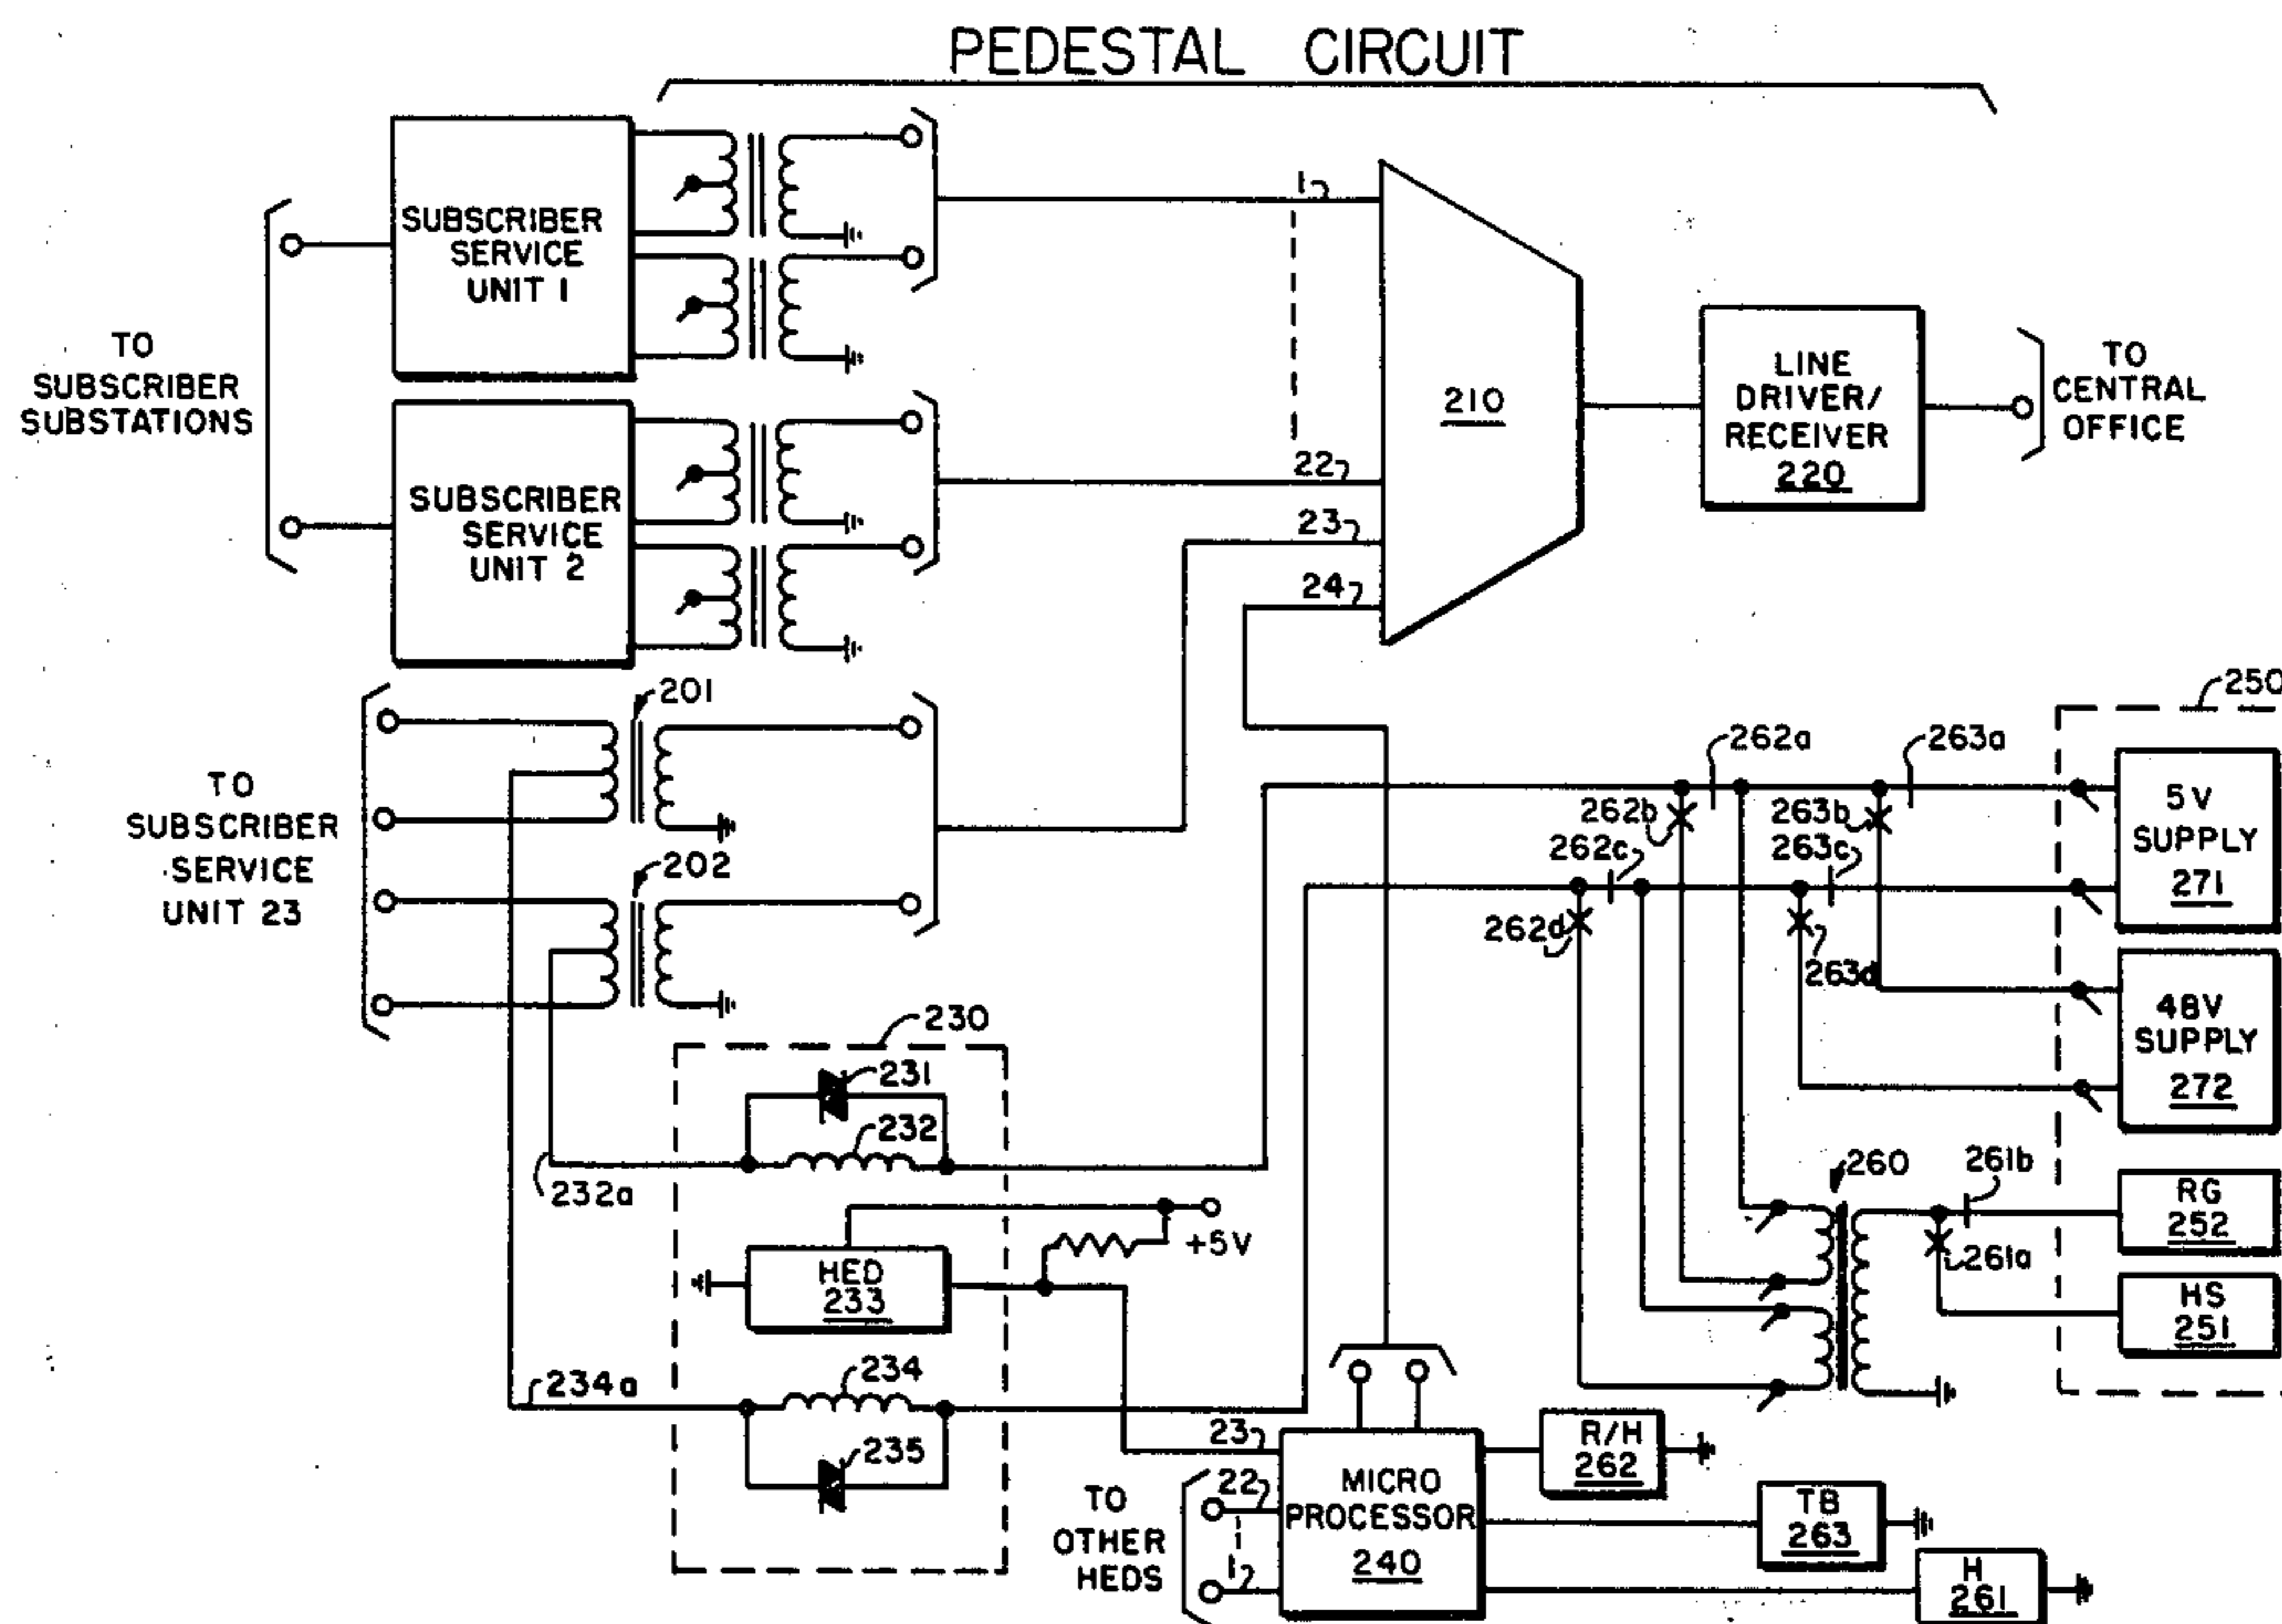 PEDESTAL CIRCUIT
SUBSCRIBER
SERVICE
UNIT 1
1
TO
SUBSCRIBER
SUBSTATIONS
210
LINE
DRIVER/
RECEIVER
220
TO
CENTRAL
OFFICE
SUBSCRIBER
SERVICE
UNIT 2
22
23
24
201
250
TO
SUBSCRIBER
SERVICE
UNIT 23
202
262a
263a
262b
263b
262c
263c
262d
263d
5V
SUPPLY
271
48V
SUPPLY
272
230
231
232
232a
+5V
HED
233
234
234a
235
260
261b
261a
RG
252
HS
251
23
22
1
TO
OTHER
HEDS
MICRO
PROCESSOR
240
R/H
262
TB
263
H
261